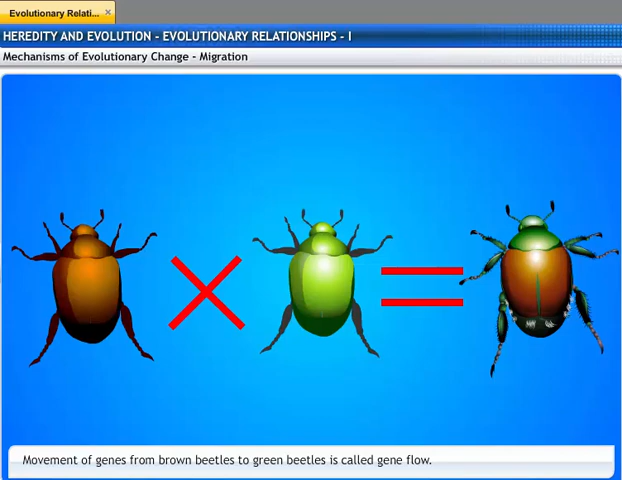 Evolutionary Relati...
HEREDITY AND EVOLUTION - EVOLUTIONARY RELATIONSHIPS - I
Mechanisms of Evolutionary Change - Migration
Movement of genes from brown beetles to green beetles is called gene flow.